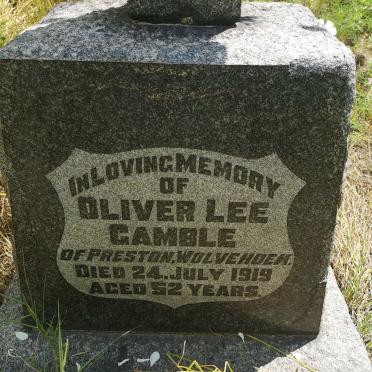 IN LOVING MEMORY
OF
OLIVER LEE
GAMBLE
OF PRESTON, WOLVEHOEK.
DIED 24. JULY 1919
AGED 52 YEARS.